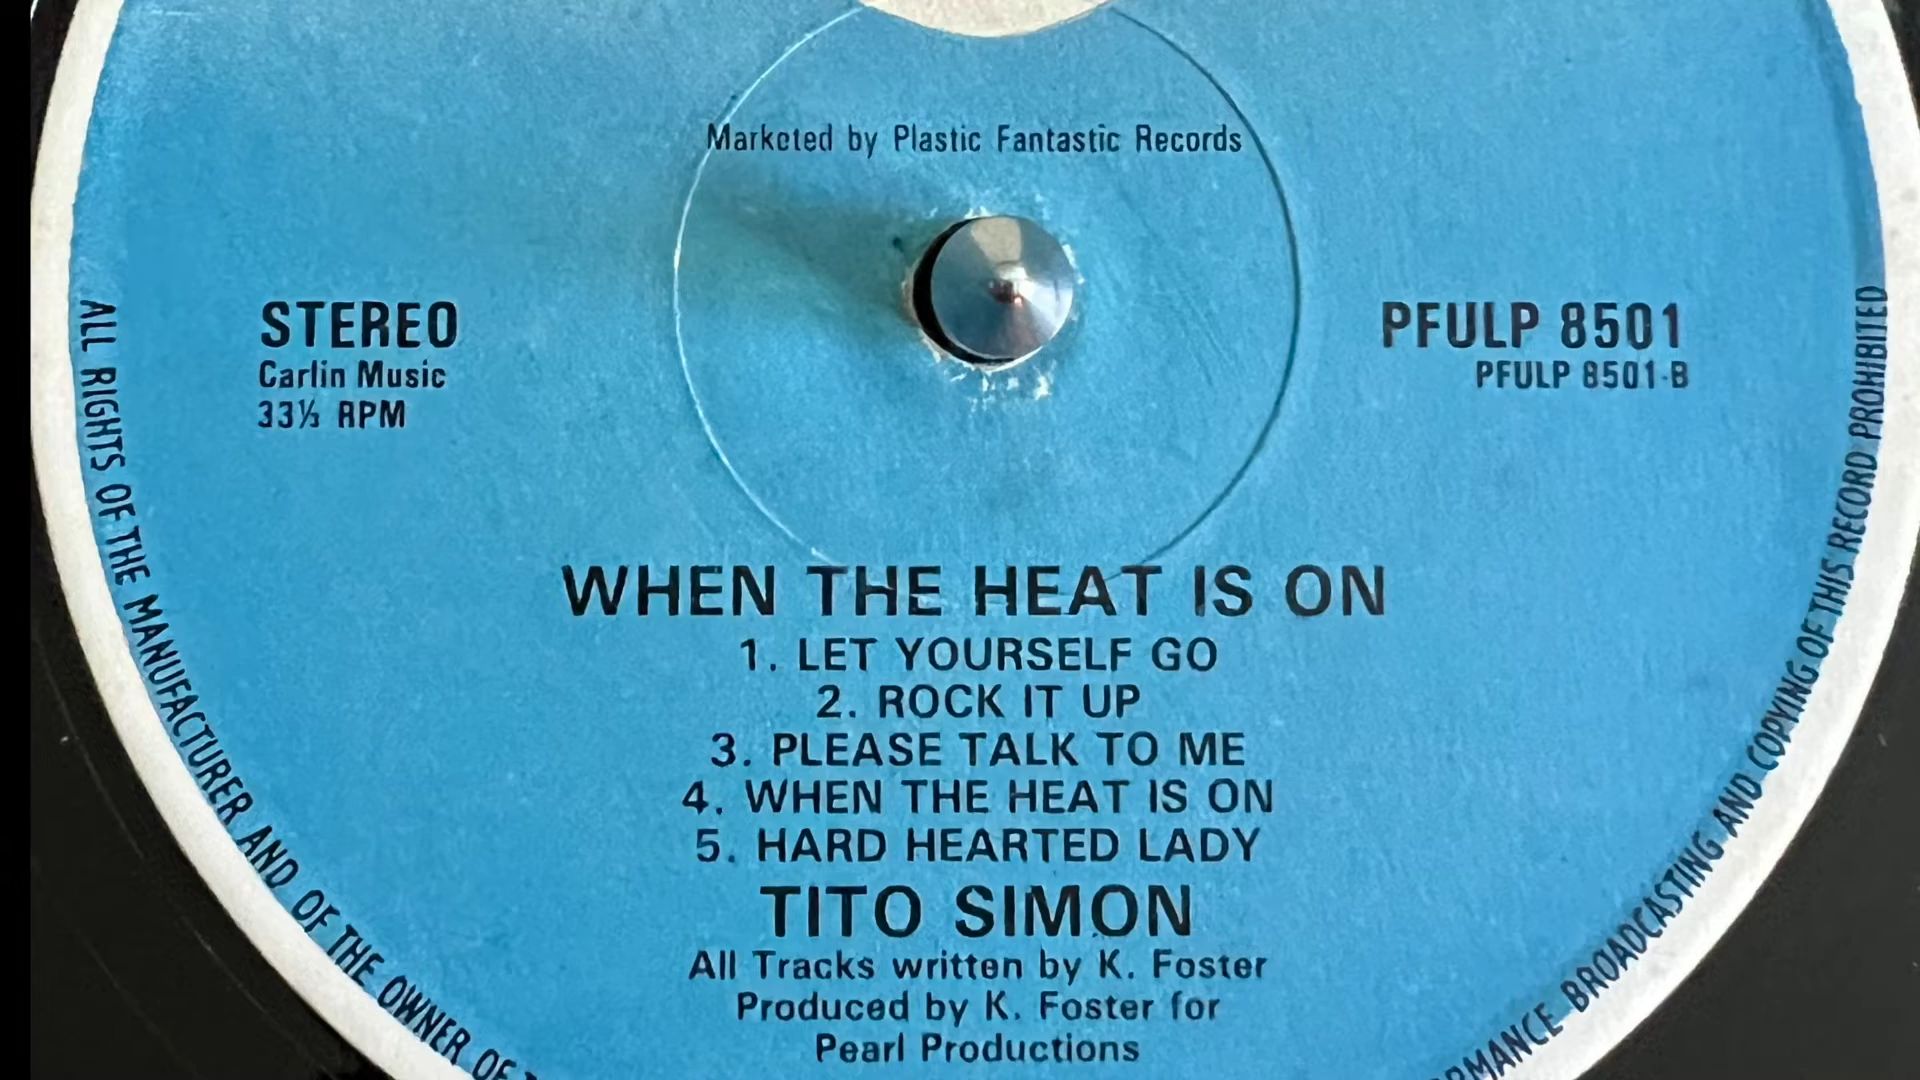 Marketed by Plastic Fantastic Records
STEREO
Carlin Music
33⅓ RPM
PFULP 8501
PFULP 8501-B
WHEN THE HEAT IS ON
1. LET YOURSELF GO
2. ROCK IT UP
3. PLEASE TALK TO ME
4. WHEN THE HEAT IS ON
5. HARD HEARTED LADY
TITO SIMON
All Tracks written by K. Foster
Produced by K. Foster for
Pearl Productions
ALL RIGHTS OF THE MANUFACTURER AND OF THE OWNER OF
BROADCASTING AND COPYING OF THIS RECORD PROHIBITED